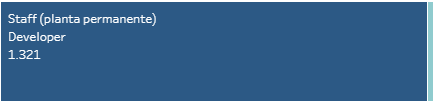 Staff (planta permanente)
Developer
1.321